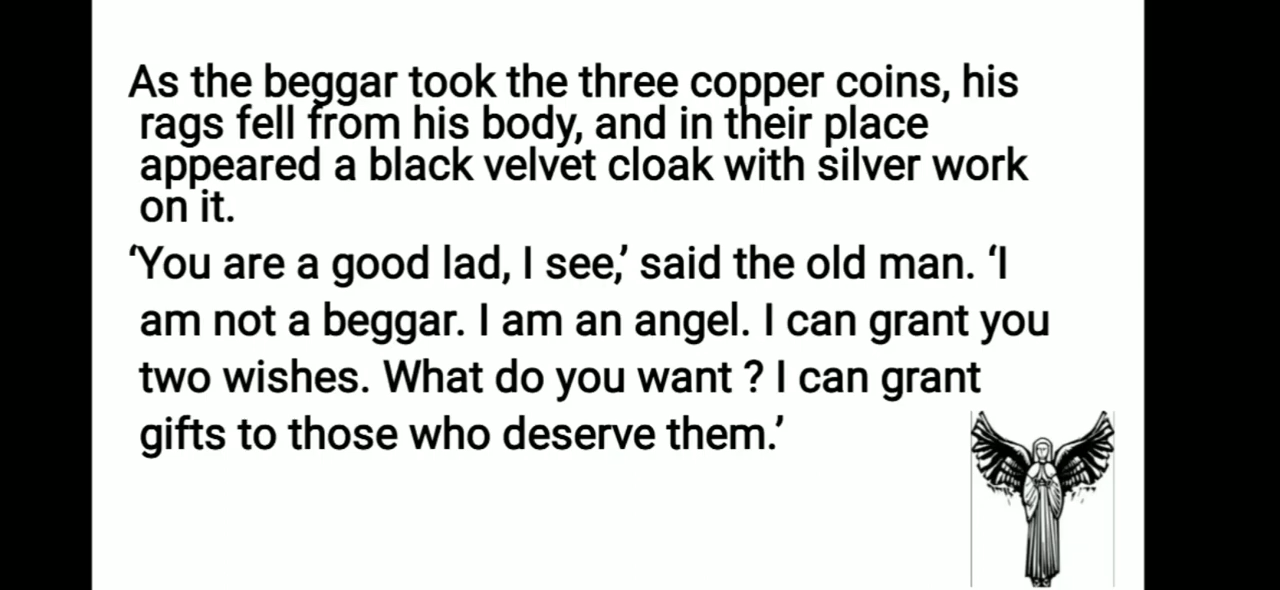 As the beggar took the three copper coins, his
rags fell from his body, and in their place
appeared a black velvet cloak with silver work
on it.
‘You are a good lad, I see,’ said the old man. ‘I
am not a beggar. I am an angel. I can grant you
two wishes. What do you want ? I can grant
gifts to those who deserve them.’